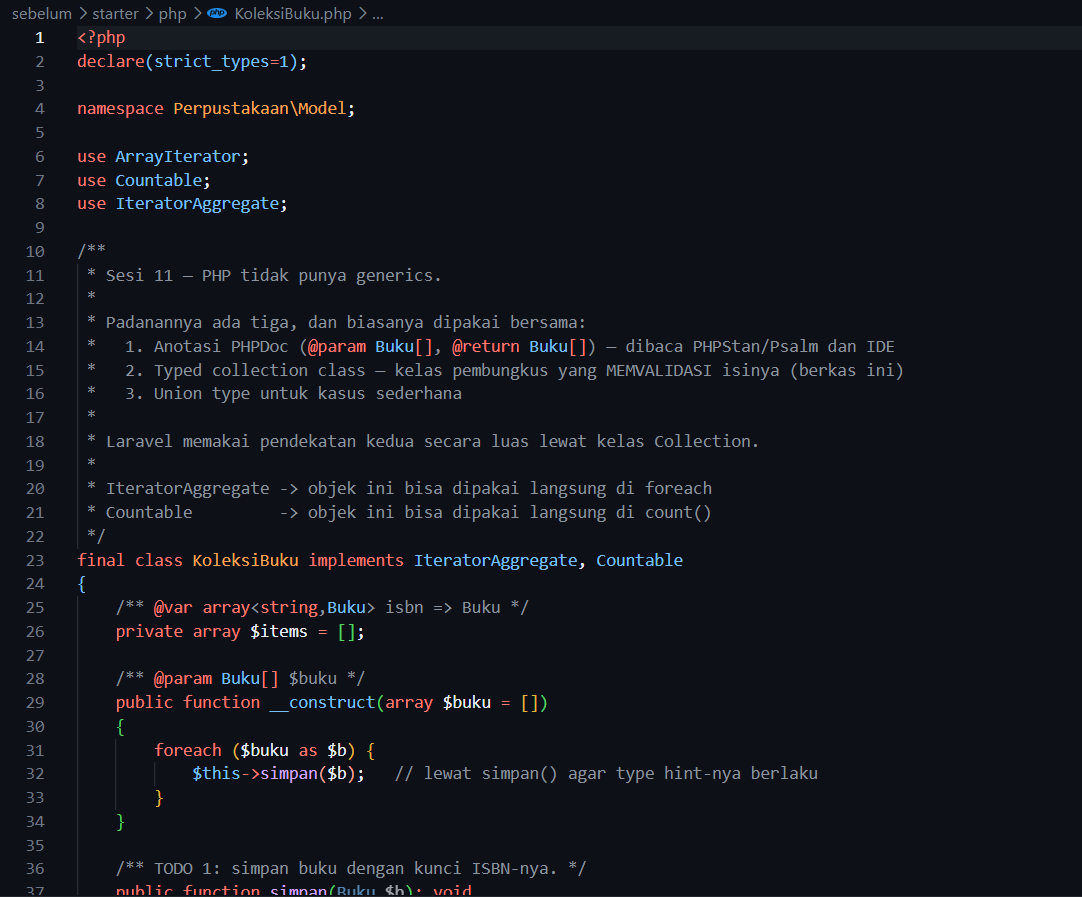 sebelum > starter > php > php KoleksiBuku.php > ...
1 <?php
2 declare(strict_types=1);
3
4 namespace Perpustakaan\Model;
5
6 use ArrayIterator;
7 use Countable;
8 use IteratorAggregate;
9
10 /**
11  * Sesi 11 — PHP tidak punya generics.
12  *
13  * Padanannya ada tiga, dan biasanya dipakai bersama:
14  *   1. Anotasi PHPDoc (@param Buku[], @return Buku[]) — dibaca PHPStan/Psalm dan IDE
15  *   2. Typed collection class — kelas pembungkus yang MEMVALIDASI isinya (berkas ini)
16  *   3. Union type untuk kasus sederhana
17  *
18  * Laravel memakai pendekatan kedua secara luas lewat kelas Collection.
19  *
20  * IteratorAggregate -> objek ini bisa dipakai langsung di foreach
21  * Countable         -> objek ini bisa dipakai langsung di count()
22  */
23 final class KoleksiBuku implements IteratorAggregate, Countable
24 {
25     /** @var array<string,Buku> isbn => Buku */
26     private array $items = [];
27
28     /** @param Buku[] $buku */
29     public function __construct(array $buku = [])
30     {
31         foreach ($buku as $b) {
32             $this->simpan($b);   // lewat simpan() agar type hint-nya berlaku
33         }
34     }
35
36     /** TODO 1: simpan buku dengan kunci ISBN-nya. */
37     public function simpan(Buku $b): void